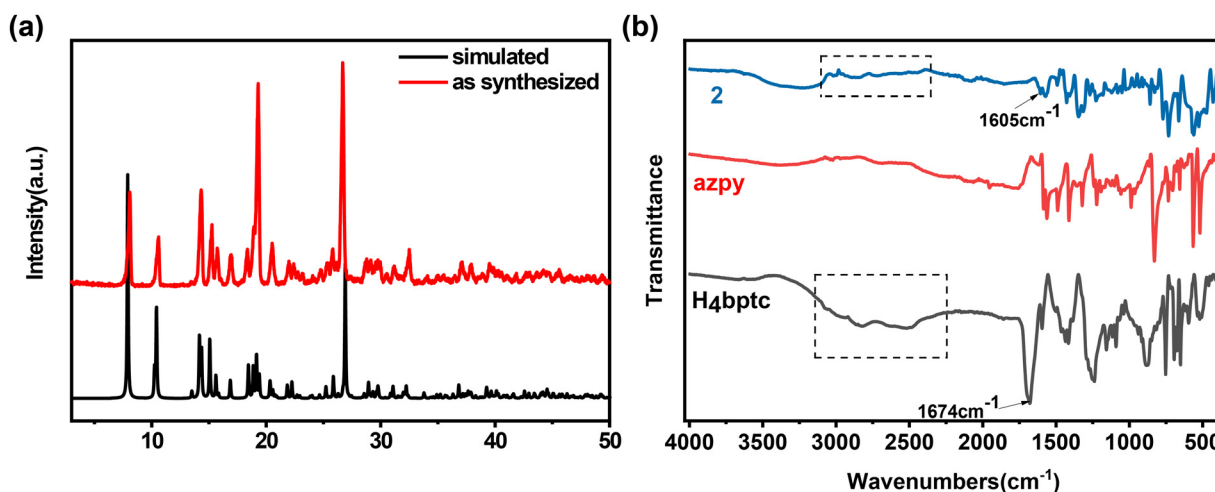 (a)
simulated
as synthesized
Intensity(a.u.)
10
20
30
40
50
(b)
2
1605cm⁻¹
azpy
H4bptc
1674cm⁻¹
Transmittance
4000
3500
3000
2500
2000
1500
1000
500
Wavenumbers(cm⁻¹)